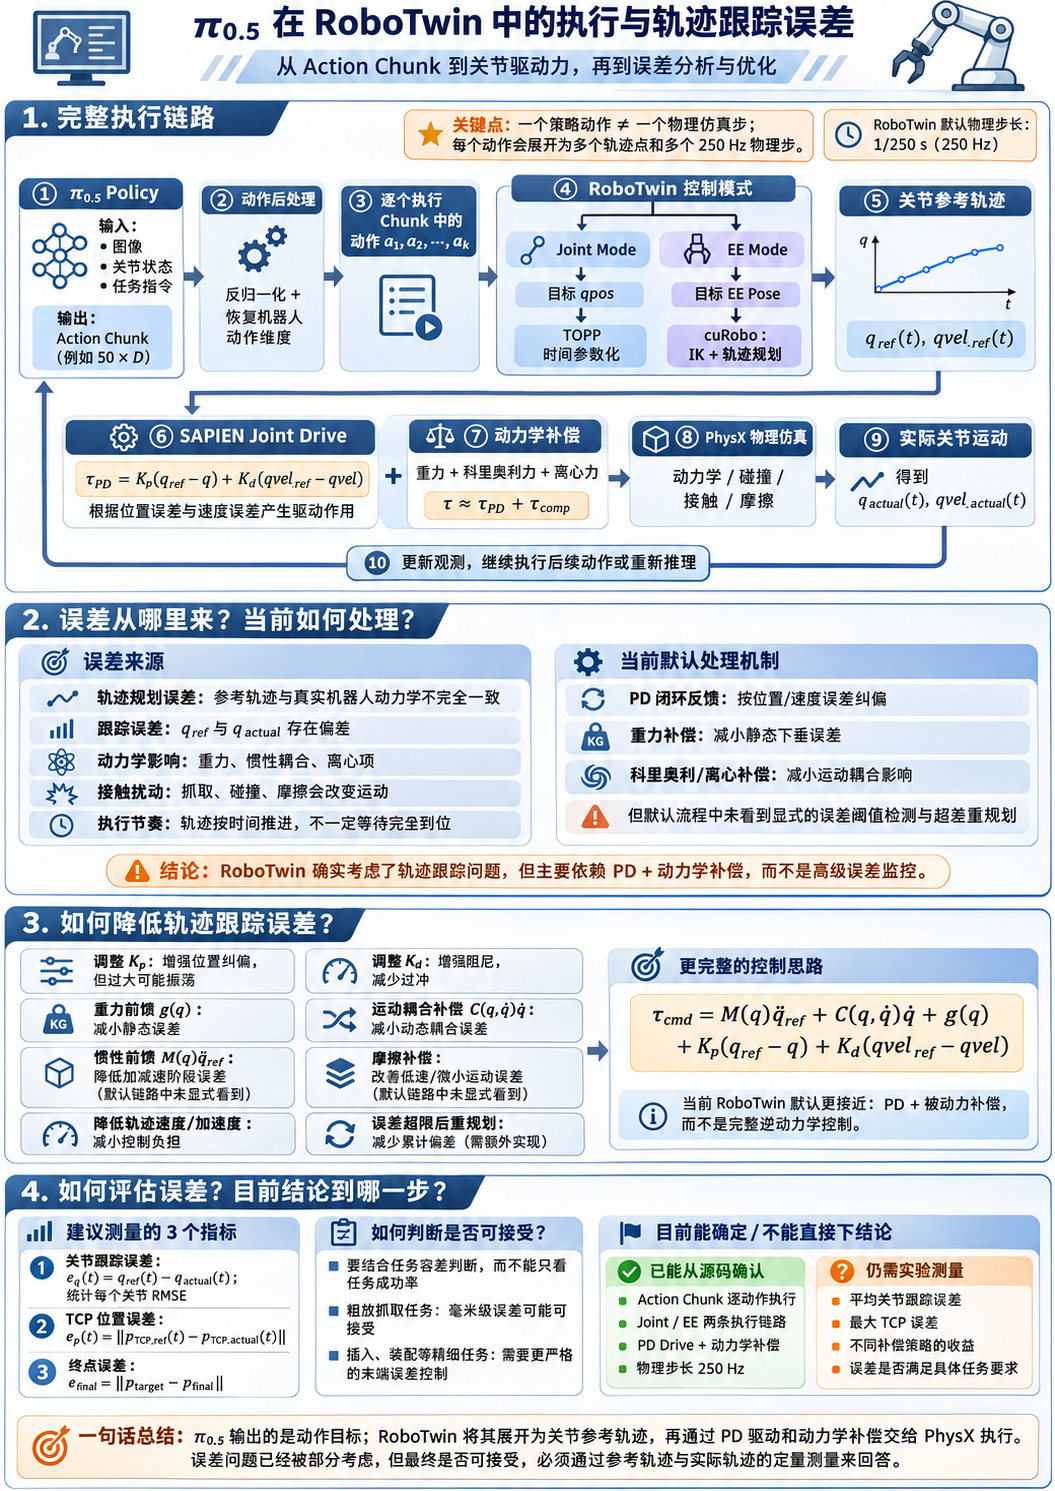 π0.5 在 RoboTwin 中的执行与轨迹跟踪误差
从 Action Chunk 到关节驱动力，再到误差分析与优化
1. 完整执行链路
关键点：一个策略动作 ≠ 一个物理仿真步；
每个动作会展开为多个轨迹点和多个 250 Hz 物理步。
RoboTwin 默认物理步长：
1/250 s（250 Hz）
① π0.5 Policy
输入：
• 图像
• 关节状态
• 任务指令
输出：
Action Chunk
（例如 50 × D）
② 动作后处理
反归一化 +
恢复机器人
动作维度
③ 逐个执行
Chunk 中的
动作 a1, a2, ···, ak
④ RoboTwin 控制模式
Joint Mode
目标 qpos
TOPP
时间参数化
EE Mode
目标 EE Pose
cuRobo：
IK + 轨迹规划
⑤ 关节参考轨迹
q
t
q_ref(t), qvel_ref(t)
⑥ SAPIEN Joint Drive
τ_PD = K_p(q_ref − q) + K_d(qvel_ref − qvel)
根据位置误差与速度误差产生驱动作用
+
⑦ 动力学补偿
重力 + 科里奥利力 + 离心力
τ ≈ τ_PD + τ_comp
⑧ PhysX 物理仿真
动力学 / 碰撞 /
接触 / 摩擦
⑨ 实际关节运动
得到
q_actual(t), qvel_actual(t)
10 更新观测，继续执行后续动作或重新推理
2. 误差从哪里来？当前如何处理？
误差来源
轨迹规划误差：参考轨迹与真实机器人动力学不完全一致
跟踪误差：q_ref 与 q_actual 存在偏差
动力学影响：重力、惯性耦合、离心项
接触扰动：抓取、碰撞、摩擦会改变运动
执行节奏：轨迹按时间推进，不一定等待完全到位
当前默认处理机制
PD 闭环反馈：按位置/速度误差纠偏
KG 重力补偿：减小静态下垂误差
科里奥利/离心补偿：减小运动耦合影响
但默认流程中未看到显式的误差阈值检测与超差重规划
结论：RoboTwin 确实考虑了轨迹跟踪问题，但主要依赖 PD + 动力学补偿，而不是高级误差监控。
3. 如何降低轨迹跟踪误差？
调整 K_p：增强位置纠偏，
但过大可能振荡
调整 K_d：增强阻尼，
减少过冲
KG
重力前馈 g(q)：
减小静态误差
运动耦合补偿 C(q,q̇)q̇：
减小动态耦合误差
惯性前馈 M(q)q̈_ref：
降低加减速阶段误差
（默认链路中未显式看到）
摩擦补偿：
改善低速/微小运动误差
（默认链路中未显式看到）
降低轨迹速度/加速度：
减小控制负担
误差超限后重规划：
减少累计偏差（需额外实现）
更完整的控制思路
τ_cmd = M(q)q̈_ref + C(q,q̇)q̇ + g(q)
+ K_p(q_ref − q) + K_d(qvel_ref − qvel)
当前 RoboTwin 默认更接近：PD + 被动力补偿，
而不是完整逆动力学控制。
4. 如何评估误差？目前结论到哪一步？
建议测量的 3 个指标
1 关节跟踪误差：
e_q(t) = q_ref(t) − q_actual(t)；
统计每个关节 RMSE
2 TCP 位置误差：
e_p(t) = ||p_TCP,ref(t) − p_TCP,actual(t)||
3 终点误差：
e_final = ||p_target − p_final||
如何判断是否可接受？
要结合任务容差判断，而不能只看
任务成功率
粗放抓取任务：毫米级误差可能可
接受
插入、装配等精细任务：需要更严格
的末端误差控制
目前能确定 / 不能直接下结论
已能从源码确认
Action Chunk 逐动作执行
Joint / EE 两条执行链路
PD Drive + 动力学补偿
物理步长 250 Hz
仍需实验测量
平均关节跟踪误差
最大 TCP 误差
不同补偿策略的收益
误差是否满足具体任务要求
一句话总结：π0.5 输出的是动作目标；RoboTwin 将其展开为关节参考轨迹，再通过 PD 驱动和动力学补偿交给 PhysX 执行。
误差问题已经被部分考虑，但最终是否可接受，必须通过参考轨迹与实际轨迹的定量测量来回答。